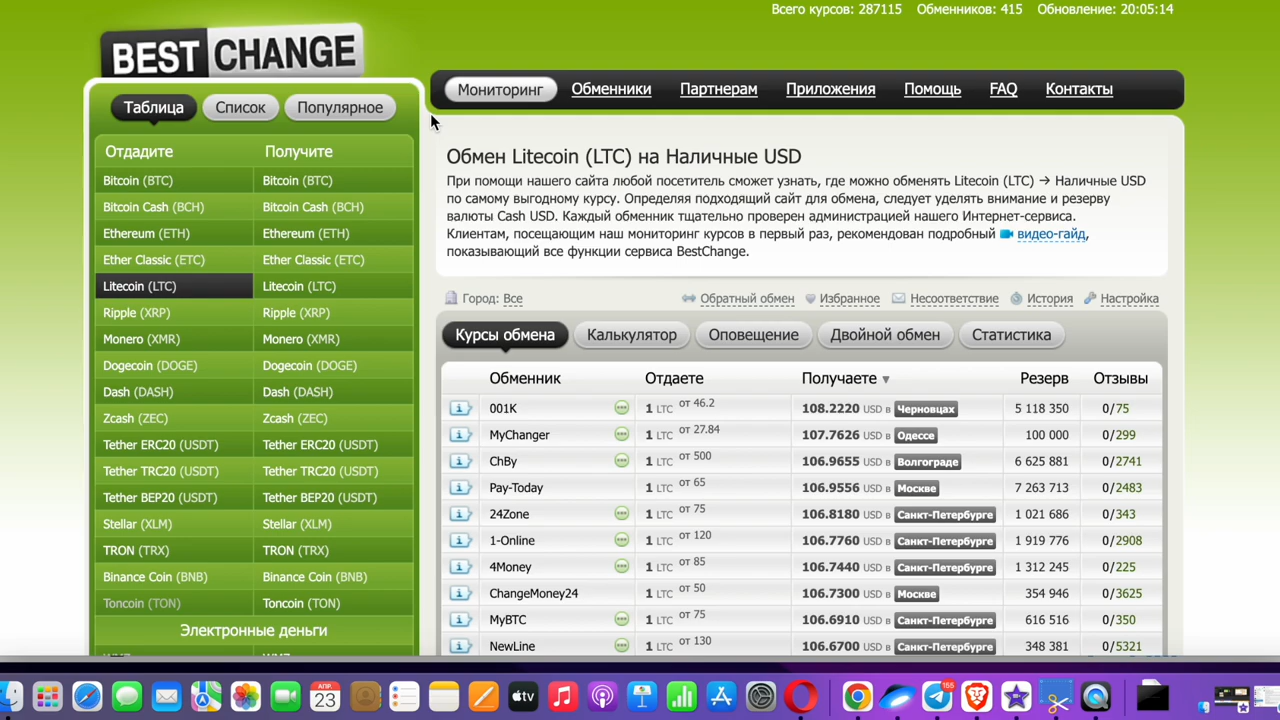 Всего курсов: 287115 Обменников: 415 Обновление: 20:05:14
BESTCHANGE
Мониторинг Обменники Партнерам Приложения Помощь FAQ Контакты
Таблица Список Популярное
Отдадите Получите
Bitcoin (BTC) Bitcoin (BTC)
Bitcoin Cash (BCH) Bitcoin Cash (BCH)
Ethereum (ETH) Ethereum (ETH)
Ether Classic (ETC) Ether Classic (ETC)
Litecoin (LTC) Litecoin (LTC)
Ripple (XRP) Ripple (XRP)
Monero (XMR) Monero (XMR)
Dogecoin (DOGE) Dogecoin (DOGE)
Dash (DASH) Dash (DASH)
Zcash (ZEC) Zcash (ZEC)
Tether ERC20 (USDT) Tether ERC20 (USDT)
Tether TRC20 (USDT) Tether TRC20 (USDT)
Tether BEP20 (USDT) Tether BEP20 (USDT)
Stellar (XLM) Stellar (XLM)
TRON (TRX) TRON (TRX)
Binance Coin (BNB) Binance Coin (BNB)
Toncoin (TON) Toncoin (TON)
Электронные деньги
Обмен Litecoin (LTC) на Наличные USD
При помощи нашего сайта любой посетитель сможет узнать, где можно обменять Litecoin (LTC) → Наличные USD
по самому выгодному курсу. Определяя подходящий сайт для обмена, следует уделять внимание и резерву
валюты Cash USD. Каждый обменник тщательно проверен администрацией нашего Интернет-сервиса.
Клиентам, посещающим наш мониторинг курсов в первый раз, рекомендован подробный видео-гайд,
показывающий все функции сервиса BestChange.
Город: Все Обратный обмен Избранное Несоответствие История Настройка
Курсы обмена Калькулятор Оповещение Двойной обмен Статистика
Обменник Отдаете Получаете ▼ Резерв Отзывы
001K 1 LTC от 46.2 108.2220 USD в Черновцах 5 118 350 0/75
MyChanger 1 LTC от 27.84 107.7626 USD в Одессе 100 000 0/299
ChBy 1 LTC от 500 106.9655 USD в Волгограде 6 625 881 0/2741
Pay-Today 1 LTC от 65 106.9556 USD в Москве 7 263 713 0/2483
24Zone 1 LTC от 75 106.8180 USD в Санкт-Петербурге 1 021 686 0/343
1-Online 1 LTC от 120 106.7760 USD в Санкт-Петербурге 1 919 776 0/2908
4Money 1 LTC от 85 106.7440 USD в Санкт-Петербурге 1 312 245 0/225
ChangeMoney24 1 LTC от 50 106.7300 USD в Москве 354 946 0/3625
MyBTC 1 LTC от 75 106.6910 USD в Санкт-Петербурге 616 516 0/350
NewLine 1 LTC от 130 106.6700 USD в Санкт-Петербурге 348 381 0/5321
АПР.
23
tv